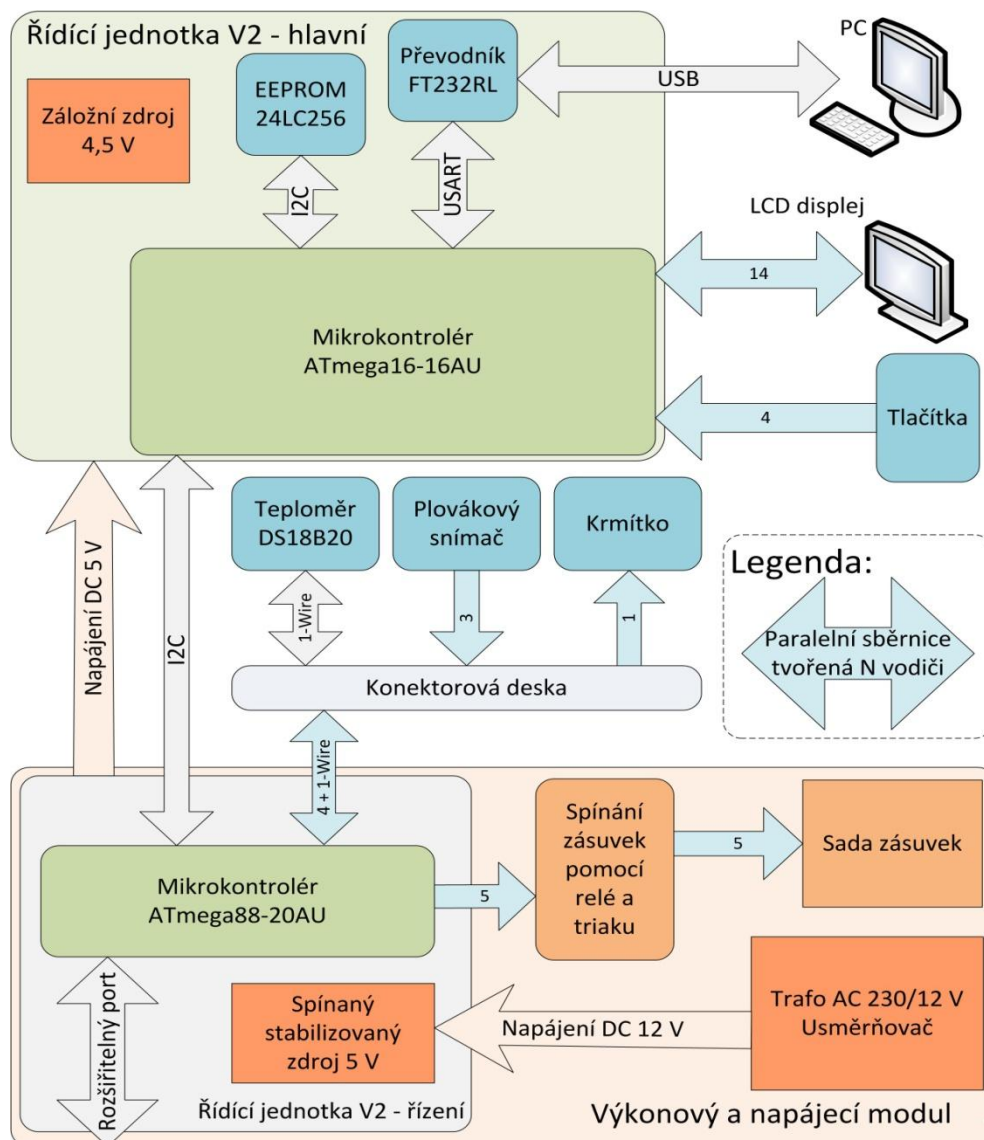 Řídící jednotka V2 - hlavní
Záložní zdroj
4,5 V
EEPROM
24LC256
Převodník
FT232RL
USB
PC
I2C
USART
LCD displej
14
Mikrokontrolér
ATmega16-16AU
4
Tlačítka
Napájení DC 5 V
I2C
Teploměr
DS18B20
Plovákový
snímač
Krmítko
1-Wire
3
1
Konektorová deska
Legenda:
Paralelní sběrnice
tvořená N vodiči
4 + 1-Wire
Mikrokontrolér
ATmega88-20AU
5
Spínání
zásuvek
pomocí
relé a
triaku
5
Sada zásuvek
Rozšiřitelný port
Spínaný
stabilizovaný
zdroj 5 V
Napájení DC 12 V
Trafo AC 230/12 V
Usměrňovač
Řídící jednotka V2 - řízení
Výkonový a napájecí modul